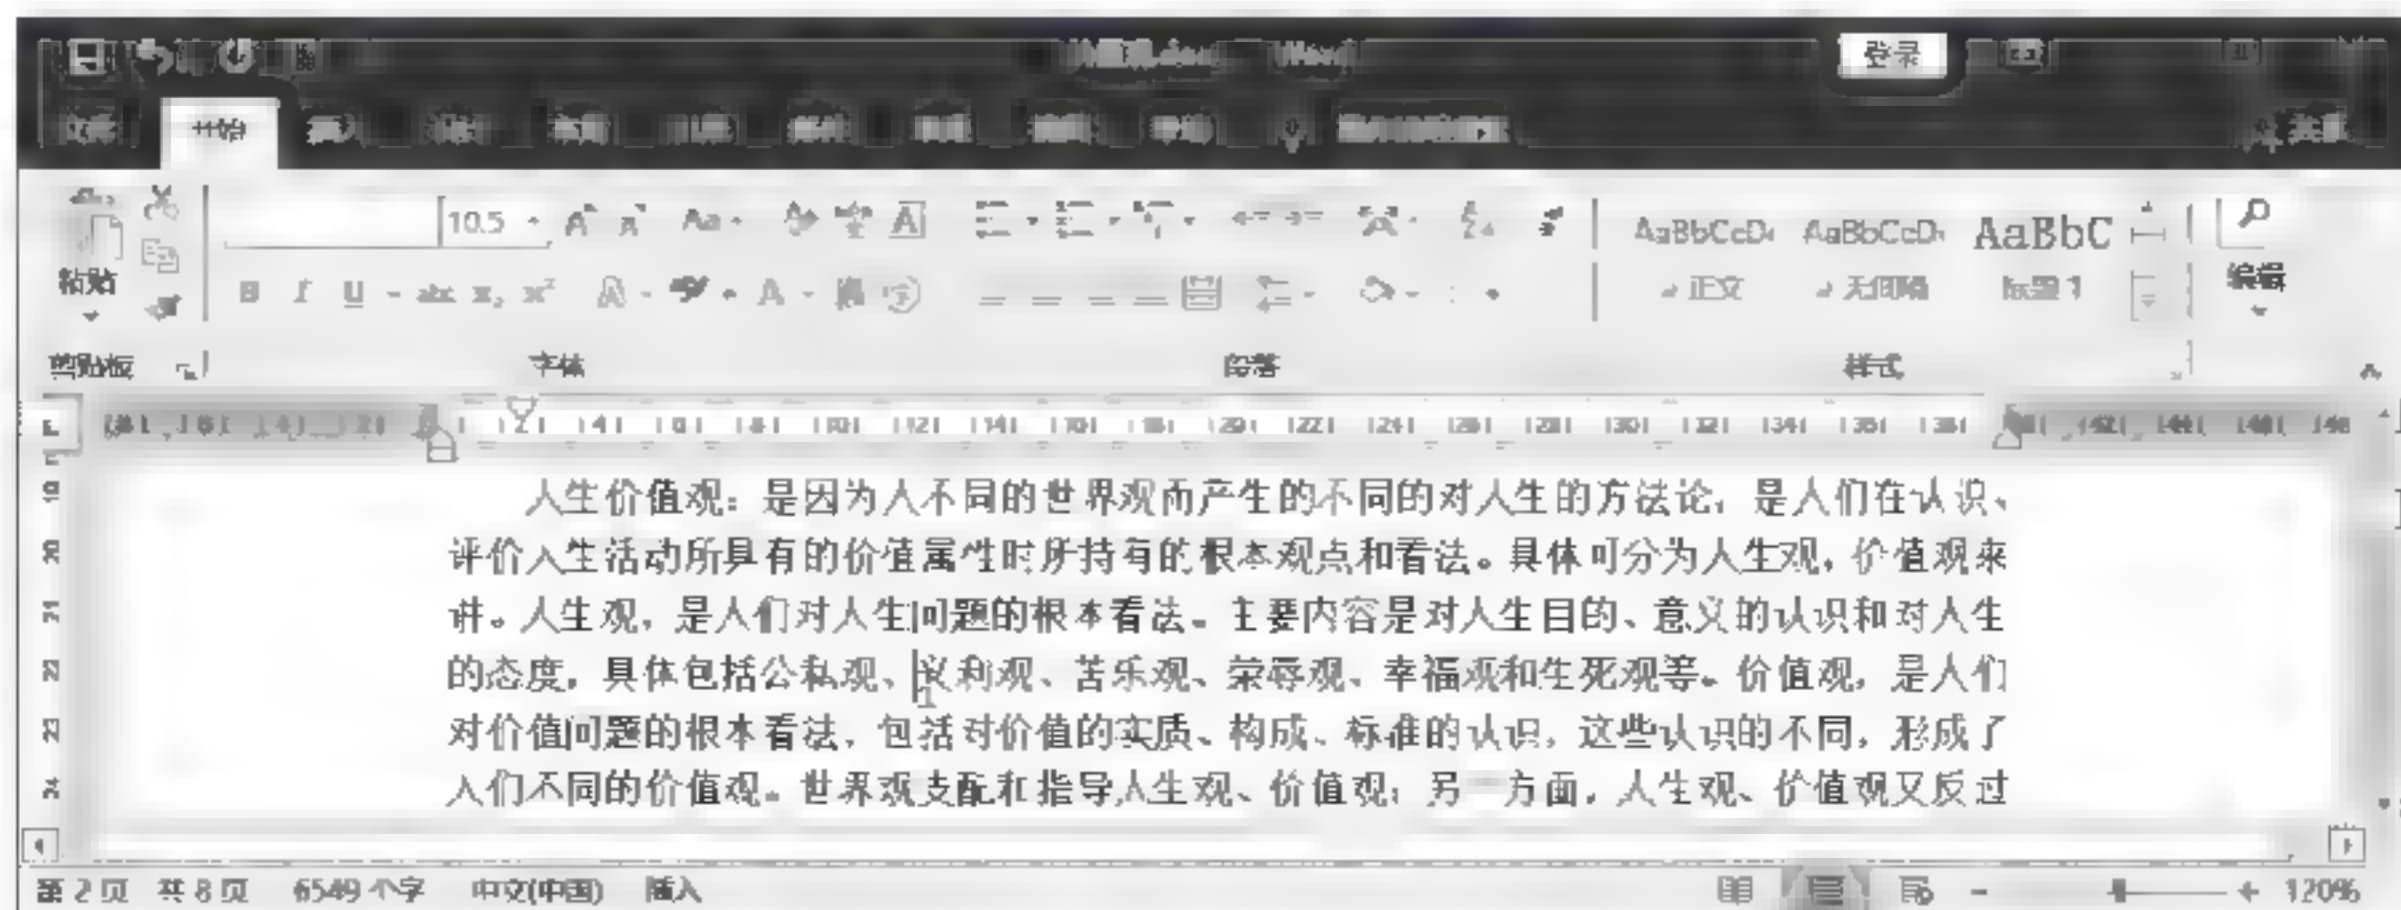 登录
开始
10.5
AaBbCcD AaBbCcD AaBbC
粘贴
正文 无间隔 标题 1
编辑
剪贴板 字体 段落 样式
人生价值观：是因为人不同的世界观而产生的不同的对人生的方法论，是人们在认识、
评价人生活动所具有的价值属性时所持有的根本观点和看法。具体可分为人生观，价值观来
讲。人生观，是人们对人生问题的根本看法。主要内容是对人生目的、意义的认识和对人生
的态度，具体包括公私观、义利观、苦乐观、荣辱观、幸福观和生死观等。价值观，是人们
对价值问题的根本看法，包括对价值的实质、构成、标准的认识，这些认识的不同，形成了
人们不同的价值观。世界观支配和指导人生观、价值观；另一方面，人生观、价值观又反过
第 2 页 共 8 页 6549 个字 中文(中国) 插入 120%